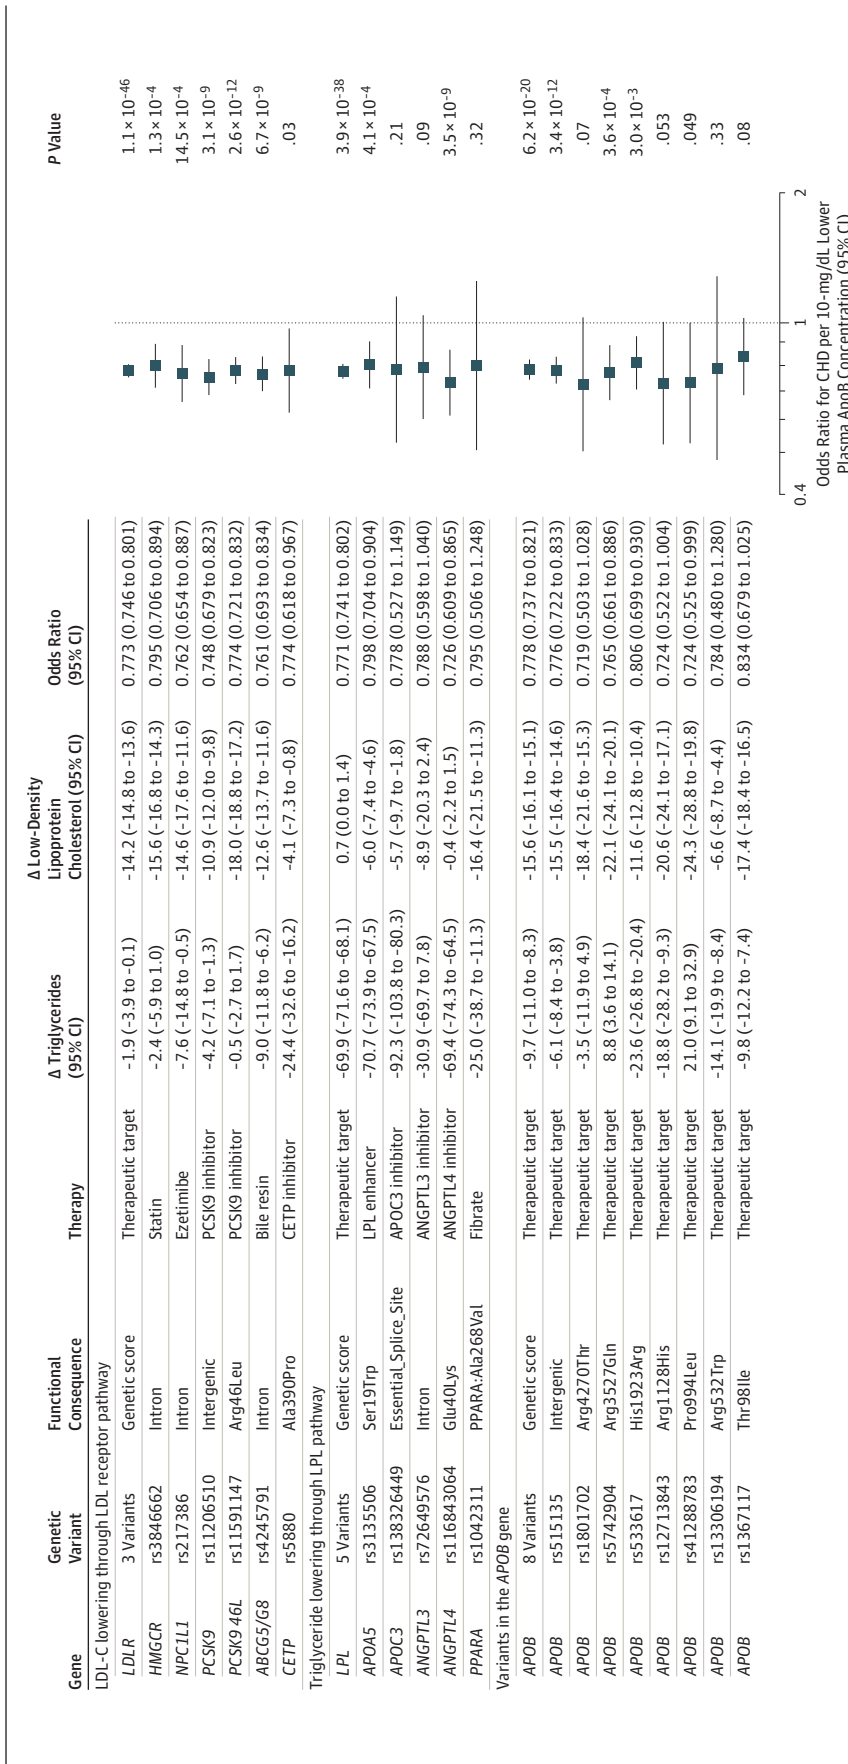 Gene Genetic Variant Functional Consequence Therapy Δ Triglycerides (95% CI) Δ Low-Density Lipoprotein Cholesterol (95% CI) Odds Ratio (95% CI) P Value
LDL-C lowering through LDL receptor pathway
LDLR 3 Variants Genetic score Therapeutic target -1.9 (-3.9 to -0.1) -14.2 (-14.8 to -13.6) 0.773 (0.746 to 0.801) 1.1 × 10⁻⁴⁶
HMGCR rs3846662 Intron Statin -2.4 (-5.9 to 1.0) -15.6 (-16.8 to -14.3) 0.795 (0.706 to 0.894) 1.3 × 10⁻⁴
NPC1L1 rs217386 Intron Ezetimibe -7.6 (-14.8 to -0.5) -14.6 (-17.6 to -11.6) 0.762 (0.654 to 0.887) 14.5 × 10⁻⁴
PCSK9 rs11206510 Intergenic PCSK9 inhibitor -4.2 (-7.1 to -1.3) -10.9 (-12.0 to -9.8) 0.748 (0.679 to 0.823) 3.1 × 10⁻⁹
PCSK9 46L rs11591147 Arg46Leu PCSK9 inhibitor -0.5 (-2.7 to 1.7) -18.0 (-18.8 to -17.2) 0.774 (0.721 to 0.832) 2.6 × 10⁻¹²
ABCG5/G8 rs4245791 Intron Bile resin -9.0 (-11.8 to -6.2) -12.6 (-13.7 to -11.6) 0.761 (0.693 to 0.834) 6.7 × 10⁻⁹
CETP rs5880 Ala390Pro CETP inhibitor -24.4 (-32.6 to -16.2) -4.1 (-7.3 to -0.8) 0.774 (0.618 to 0.967) .03
Triglyceride lowering through LPL pathway
LPL 5 Variants Genetic score Therapeutic target -69.9 (-71.6 to -68.1) 0.7 (0.0 to 1.4) 0.771 (0.741 to 0.802) 3.9 × 10⁻³⁸
APOA5 rs3135506 Ser19Trp LPL enhancer -70.7 (-73.9 to -67.5) -6.0 (-7.4 to -4.6) 0.798 (0.704 to 0.904) 4.1 × 10⁻⁴
APOC3 rs138326449 Essential_Splice_Site APOC3 inhibitor -92.3 (-103.8 to -80.3) -5.7 (-9.7 to -1.8) 0.778 (0.527 to 1.149) .21
ANGPTL3 rs72649576 Intron ANGPTL3 inhibitor -30.9 (-69.7 to 7.8) -8.9 (-20.3 to 2.4) 0.788 (0.598 to 1.040) .09
ANGPTL4 rs116843064 Glu40Lys ANGPTL4 inhibitor -69.4 (-74.3 to -64.5) -0.4 (-2.2 to 1.5) 0.726 (0.609 to 0.865) 3.5 × 10⁻⁹
PPARA rs1042311 PPARA:Ala268Val Fibrate -25.0 (-38.7 to -11.3) -16.4 (-21.5 to -11.3) 0.795 (0.506 to 1.248) .32
Variants in the APOB gene
APOB 8 Variants Genetic score Therapeutic target -9.7 (-11.0 to -8.3) -15.6 (-16.1 to -15.1) 0.778 (0.737 to 0.821) 6.2 × 10⁻²⁰
APOB rs515135 Intergenic Therapeutic target -6.1 (-8.4 to -3.8) -15.5 (-16.4 to -14.6) 0.776 (0.722 to 0.833) 3.4 × 10⁻¹²
APOB rs1801702 Arg4270Thr Therapeutic target -3.5 (-11.9 to 4.9) -18.4 (-21.6 to -15.3) 0.719 (0.503 to 1.028) .07
APOB rs5742904 Arg3527Gln Therapeutic target 8.8 (3.6 to 14.1) -22.1 (-24.1 to -20.1) 0.765 (0.661 to 0.886) 3.6 × 10⁻⁴
APOB rs533617 His1923Arg Therapeutic target -23.6 (-26.8 to -20.4) -11.6 (-12.8 to -10.4) 0.806 (0.699 to 0.930) 3.0 × 10⁻³
APOB rs12713843 Arg1128His Therapeutic target -18.8 (-28.2 to -9.3) -20.6 (-24.1 to -17.1) 0.724 (0.522 to 1.004) .053
APOB rs41288783 Pro994Leu Therapeutic target 21.0 (9.1 to 32.9) -24.3 (-28.8 to -19.8) 0.724 (0.525 to 0.999) .049
APOB rs13306194 Arg532Trp Therapeutic target -14.1 (-19.9 to -8.4) -6.6 (-8.7 to -4.4) 0.784 (0.480 to 1.280) .33
APOB rs1367117 Thr98Ile Therapeutic target -9.8 (-12.2 to -7.4) -17.4 (-18.4 to -16.5) 0.834 (0.679 to 1.025) .08
0.4 1 2
Odds Ratio for CHD per 10-mg/dL Lower
Plasma ApoB Concentration (95% CI)